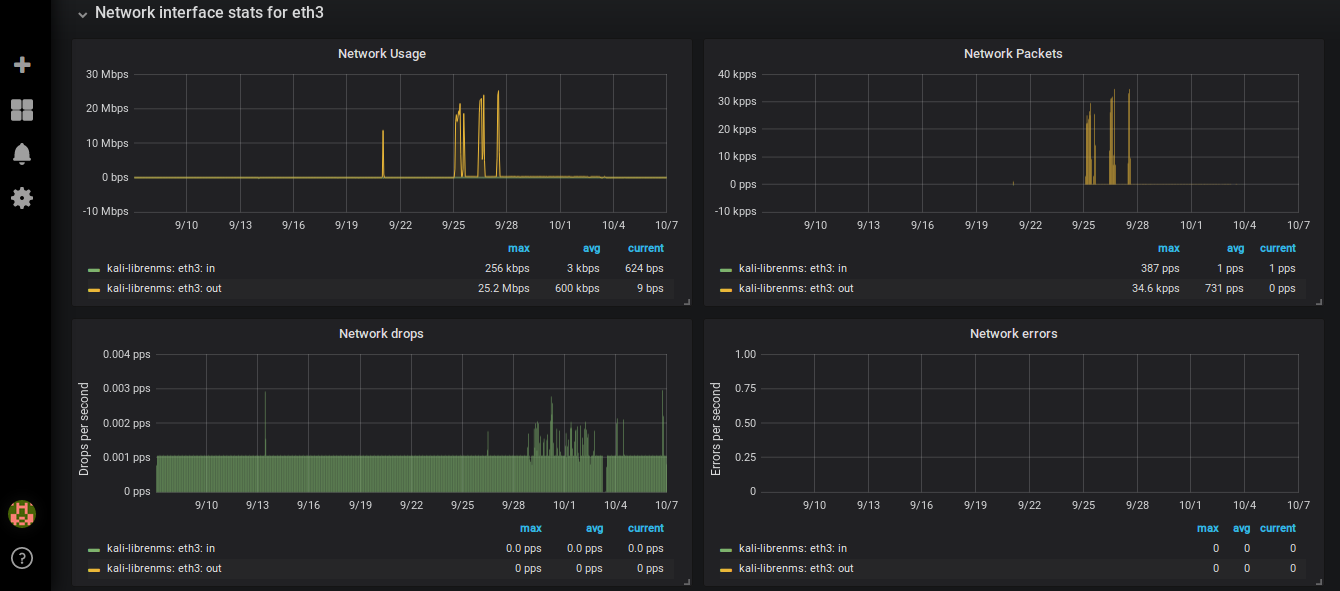 Network interface stats for eth3
Network Usage
30 Mbps
20 Mbps
10 Mbps
0 bps
-10 Mbps
9/10 9/13 9/16 9/19 9/22 9/25 9/28 10/1 10/4 10/7
max avg current
kali-librenms: eth3: in 256 kbps 3 kbps 624 bps
kali-librenms: eth3: out 25.2 Mbps 600 kbps 9 bps
Network Packets
40 kpps
30 kpps
20 kpps
10 kpps
0 pps
-10 kpps
9/10 9/13 9/16 9/19 9/22 9/25 9/28 10/1 10/4 10/7
max avg current
kali-librenms: eth3: in 387 pps 1 pps 1 pps
kali-librenms: eth3: out 34.6 kpps 731 pps 0 pps
Network drops
Drops per second
0.004 pps
0.003 pps
0.002 pps
0.001 pps
0 pps
9/10 9/13 9/16 9/19 9/22 9/25 9/28 10/1 10/4 10/7
max avg current
kali-librenms: eth3: in 0.0 pps 0.0 pps 0.0 pps
kali-librenms: eth3: out 0 pps 0 pps 0 pps
Network errors
Errors per second
1.00
0.75
0.50
0.25
0
9/10 9/13 9/16 9/19 9/22 9/25 9/28 10/1 10/4 10/7
max avg current
kali-librenms: eth3: in 0 0 0
kali-librenms: eth3: out 0 0 0
?